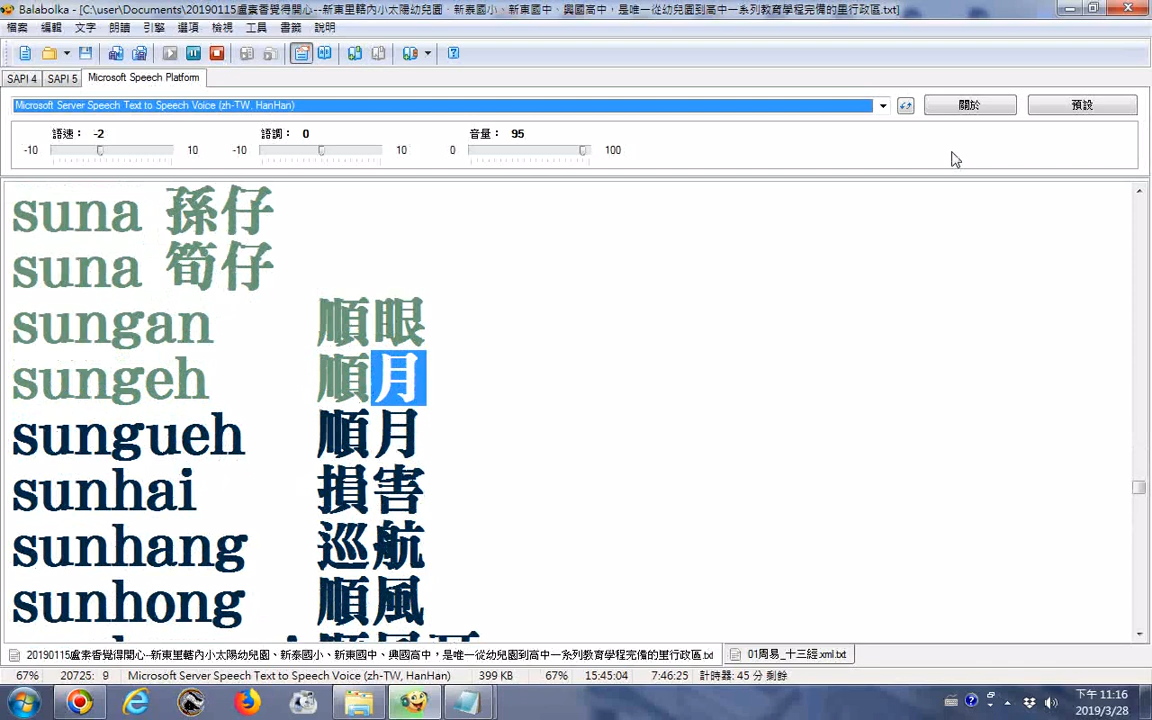 Balabolka - [C:\user\Documents\20190115盧素香覺得開心--新東里轄內小太陽幼兒園、新泰國小、新東國中、興國高中，是唯一從幼兒園到高中一系列教育學程完備的里行政區.txt]
檔案 編輯 文字 朗讀 引擎 選項 檢視 工具 書籤 說明
SAPI 4 SAPI 5 Microsoft Speech Platform
Microsoft Server Speech Text to Speech Voice (zh-TW, HanHan) 關於 預設
語速： -2 語調： 0 音量： 95
-10 10 -10 10 0 100
suna 孫仔
suna 筍仔
sungan 順眼
sungeh 順月
sungueh 順月
sunhai 損害
sunhang 巡航
sunhong 順風
20190115盧素香覺得開心--新東里轄內小太陽幼兒園、新泰國小、新東國中、興國高中，是唯一從幼兒園到高中一系列教育學程完備的里行政區.txt 01周易_十三經.xml.txt
67% 20725: 9 Microsoft Server Speech Text to Speech Voice (zh-TW, HanHan) 399 KB 67% 15:45:04 7:46:25 計時器: 45 分 剩餘
下午 11:16
2019/3/28